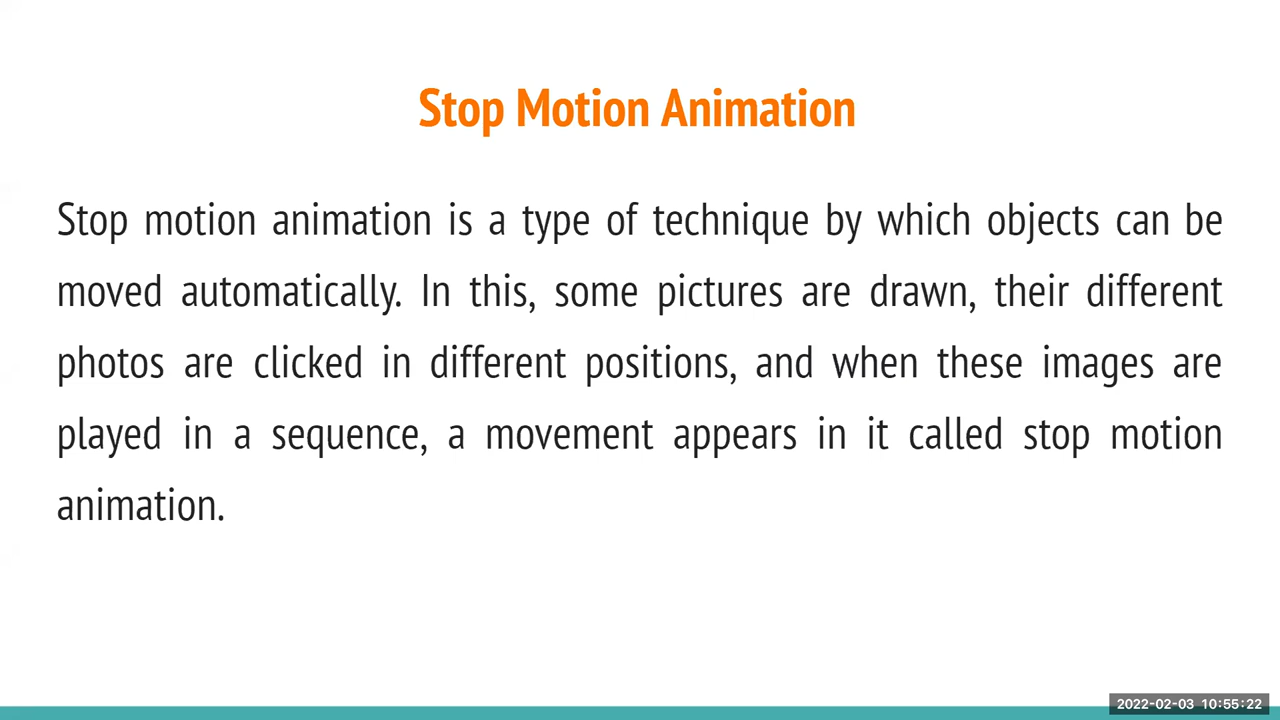 Stop Motion Animation
Stop motion animation is a type of technique by which objects can be
moved automatically. In this, some pictures are drawn, their different
photos are clicked in different positions, and when these images are
played in a sequence, a movement appears in it called stop motion
animation.
2022-02-03 10:55:22